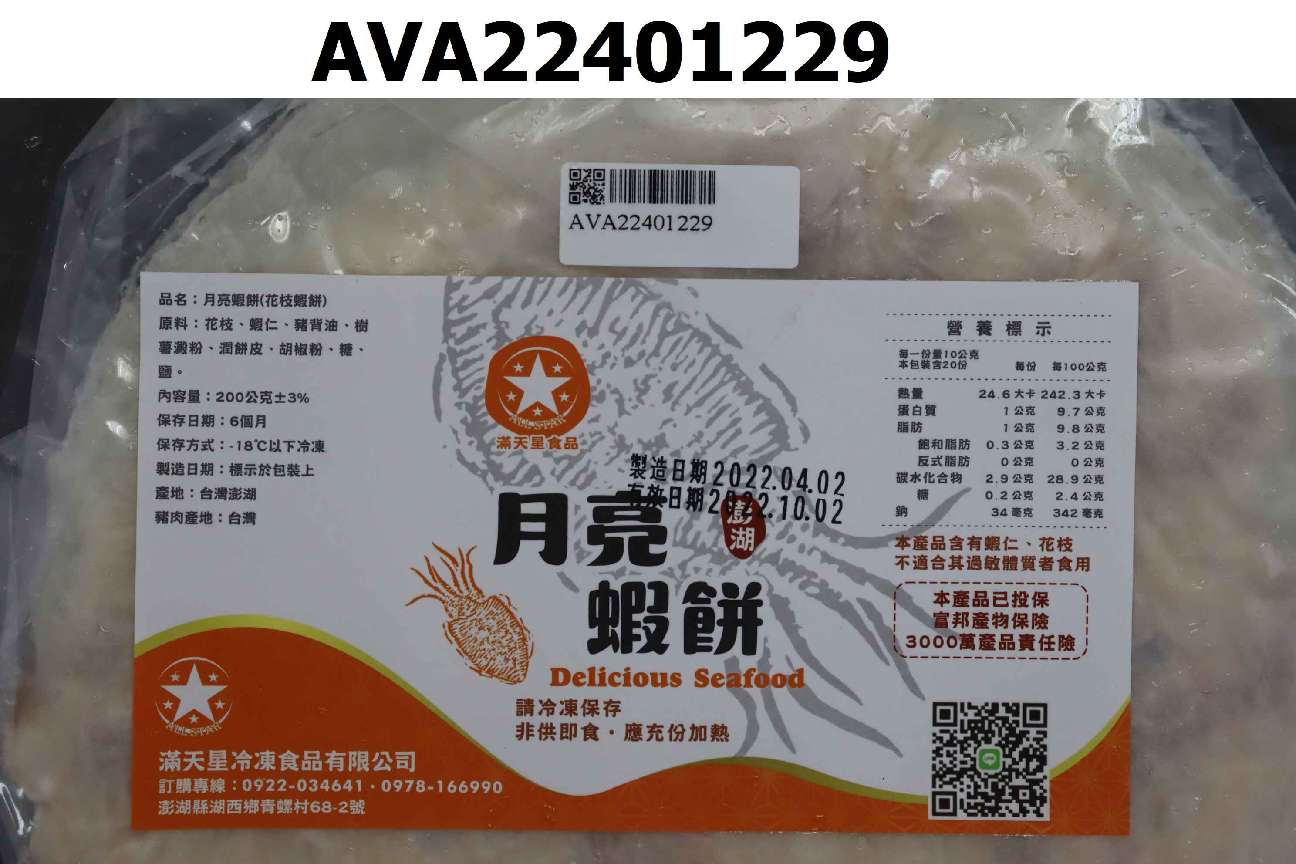 AVA22401229
AVA22401229
品名：月亮蝦餅(花枝蝦餅)
原料：花枝、蝦仁、豬背油、樹
薯澱粉、潤餅皮、胡椒粉、糖、
鹽。
內容量：200公克±3%
保存日期：6個月
保存方式：-18℃以下冷凍
製造日期：標示於包裝上
產地：台灣澎湖
豬肉產地：台灣
滿天星食品
製造日期2022.04.02
有效日期2022.10.02
月亮
澎湖
蝦餅
Delicious Seafood
請冷凍保存
非供即食・應充份加熱
營養標示
每一份量10公克
本包裝含20份
每份 每100公克
熱量 24.6大卡 242.3大卡
蛋白質 1公克 9.7公克
脂肪 1公克 9.8公克
飽和脂肪 0.3公克 3.2公克
反式脂肪 0公克 0公克
碳水化合物 2.9公克 28.9公克
糖 0.2公克 2.4公克
鈉 34毫克 342毫克
本產品含有蝦仁、花枝
不適合其過敏體質者食用
本產品已投保
富邦產物保險
3000萬產品責任險
滿天星冷凍食品有限公司
訂購專線：0922-034641・0978-166990
澎湖縣湖西鄉青螺村68-2號